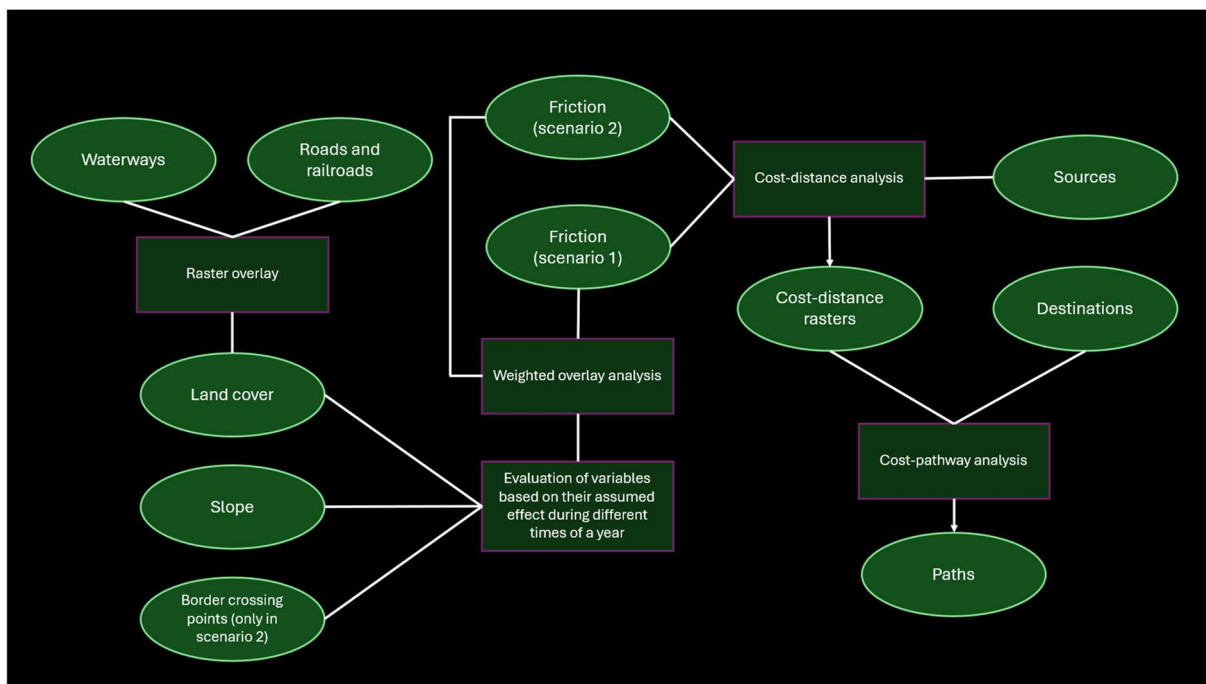 Waterways
Roads and
railroads
Raster overlay
Land cover
Slope
Border crossing
points (only in
scenario 2)
Friction
(scenario 2)
Friction
(scenario 1)
Weighted overlay analysis
Evaluation of variables
based on their assumed
effect during different
times of a year
Cost-distance analysis
Sources
Cost-distance
rasters
Destinations
Cost-pathway analysis
Paths